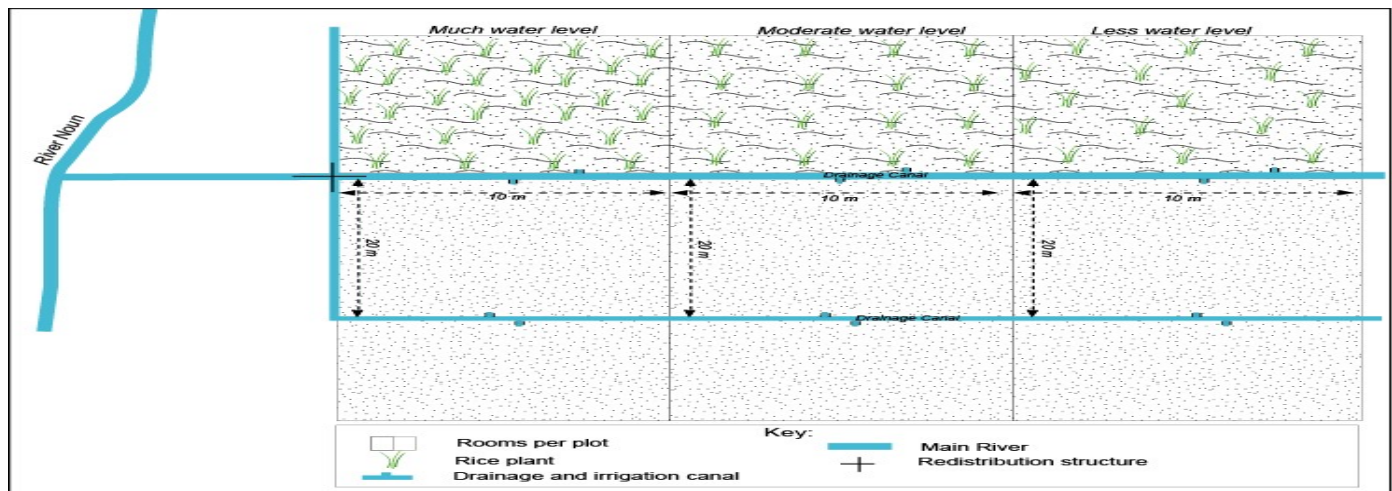 Much water level
Moderate water level
Less water level
River Noun
Drainage Canal
10 m
10 m
10 m
20 m
20 m
20 m
Drainage Canal
Key:
Rooms per plot
Main River
Rice plant
Redistribution structure
Drainage and irrigation canal